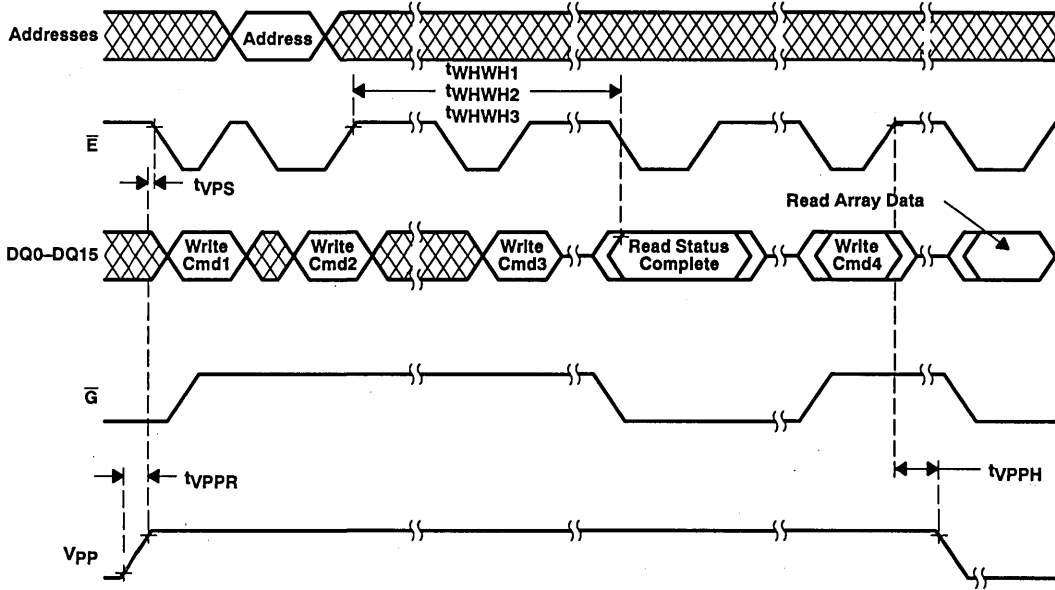 Addresses
Address
tWHWH1
tWHWH2
tWHWH3
E̅
tVPS
Read Array Data
DQ0–DQ15
Write
Cmd1
Write
Cmd2
Write
Cmd3
Read Status
Complete
Write
Cmd4
G̅
tVPPR
tVPPH
VPP